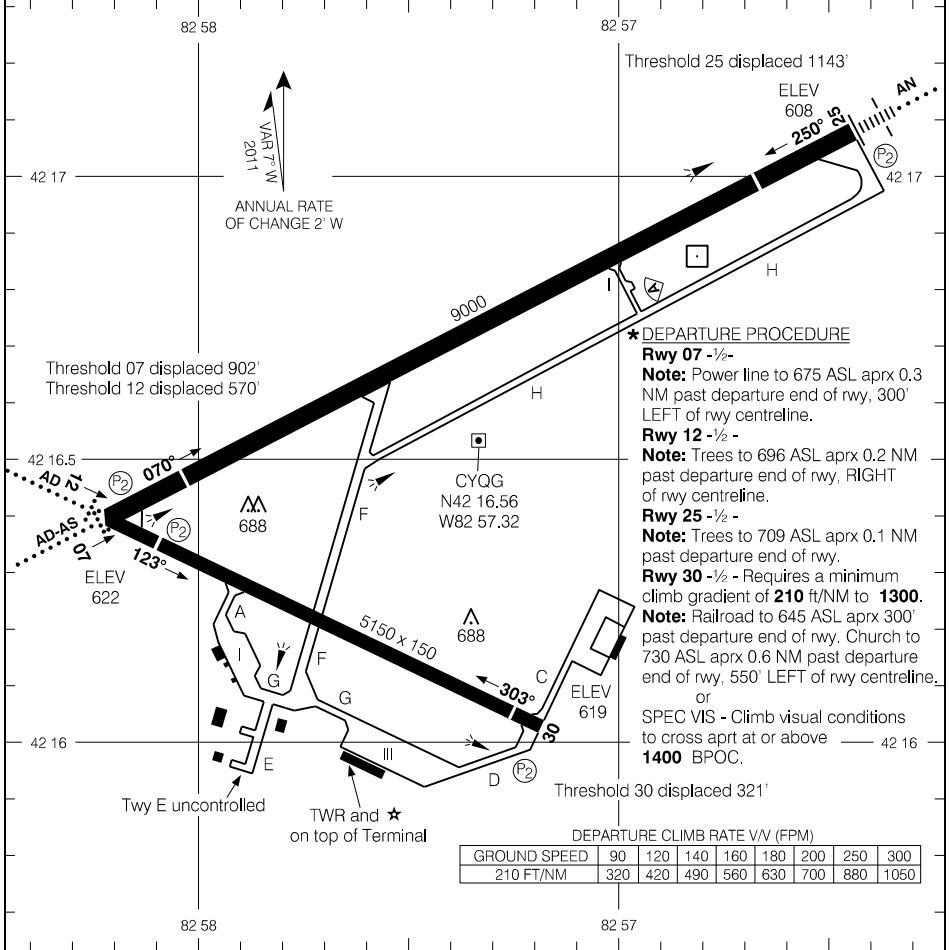 82 58
82 57
Threshold 25 displaced 1143'
ELEV
608
25
AN
250°
P2
VAR 7° W
2011
42 17
42 17
ANNUAL RATE
OF CHANGE 2' W
H
I
A
9000
Threshold 07 displaced 902'
Threshold 12 displaced 570'
H
* DEPARTURE PROCEDURE
Rwy 07 -½-
Note: Power line to 675 ASL aprx 0.3
NM past departure end of rwy, 300'
LEFT of rwy centreline.
Rwy 12 -½ -
Note: Trees to 696 ASL aprx 0.2 NM
past departure end of rwy, RIGHT
of rwy centreline.
Rwy 25 -½ -
Note: Trees to 709 ASL aprx 0.1 NM
past departure end of rwy.
Rwy 30 -½ - Requires a minimum
climb gradient of 210 ft/NM to 1300.
Note: Railroad to 645 ASL aprx 300'
past departure end of rwy. Church to
730 ASL aprx 0.6 NM past departure
end of rwy, 550' LEFT of rwy centreline.
or
SPEC VIS - Climb visual conditions
to cross aprt at or above
1400 BPOC.
42 16.5
070°
AD
12
P2
CYQG
N42 16.56
W82 57.32
688
F
I
P2
AD-AS
07
123°
ELEV
622
688
5150 x 150
A
I
F
G
G
C
303°
ELEV
619
30
42 16
42 16
III
E
D
P2
Twy E uncontrolled
TWR and ☆
on top of Terminal
Threshold 30 displaced 321'
DEPARTURE CLIMB RATE V/V (FPM)
GROUND SPEED 90 120 140 160 180 200 250 300
210 FT/NM 320 420 490 560 630 700 880 1050
82 58
82 57